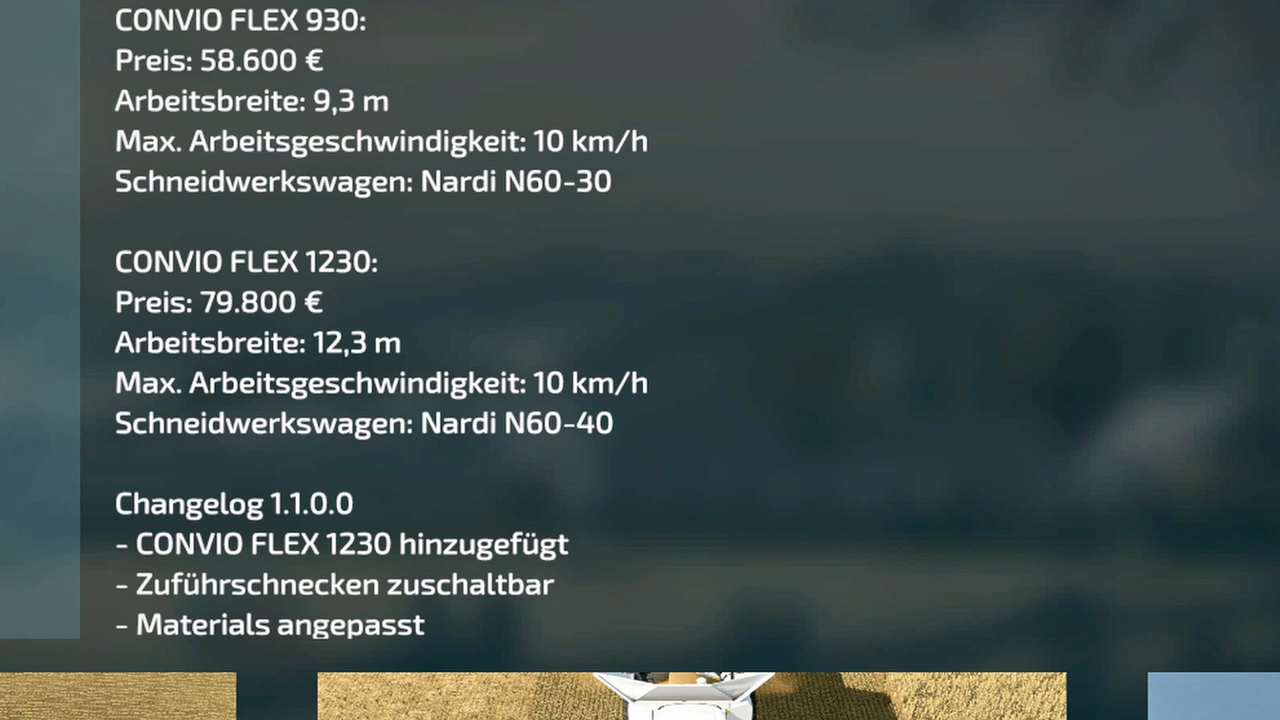 CONVIO FLEX 930:
Preis: 58.600 €
Arbeitsbreite: 9,3 m
Max. Arbeitsgeschwindigkeit: 10 km/h
Schneidwerkswagen: Nardi N60-30
CONVIO FLEX 1230:
Preis: 79.800 €
Arbeitsbreite: 12,3 m
Max. Arbeitsgeschwindigkeit: 10 km/h
Schneidwerkswagen: Nardi N60-40
Changelog 1.1.0.0
- CONVIO FLEX 1230 hinzugefügt
- Zuführschnecken zuschaltbar
- Materials angepasst